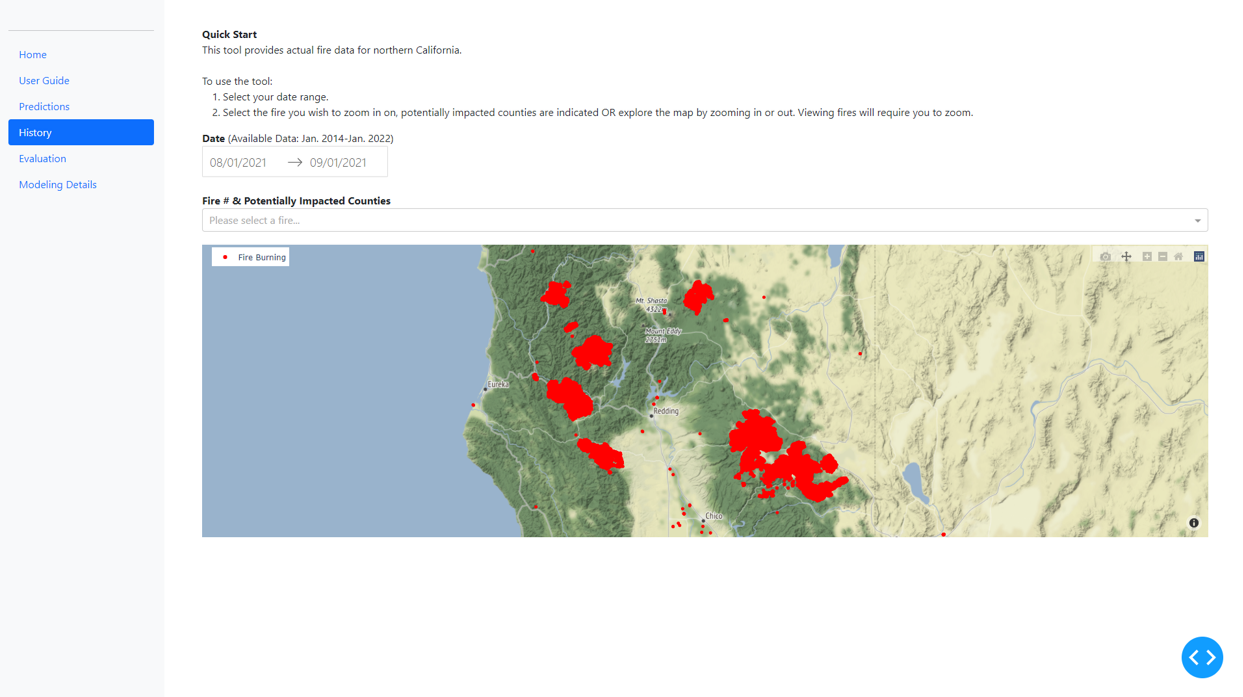 Home
User Guide
Predictions
History
Evaluation
Modeling Details
Quick Start
This tool provides actual fire data for northern California.
To use the tool:
1. Select your date range.
2. Select the fire you wish to zoom in on, potentially impacted counties are indicated OR explore the map by zooming in or out. Viewing fires will require you to zoom.
Date (Available Data: Jan. 2014-Jan. 2022)
08/01/2021 → 09/01/2021
Fire # & Potentially Impacted Counties
Please select a fire...
Fire Burning
Mt. Shasta
4322m
Mount Eddy
Eureka
Redding
Chico